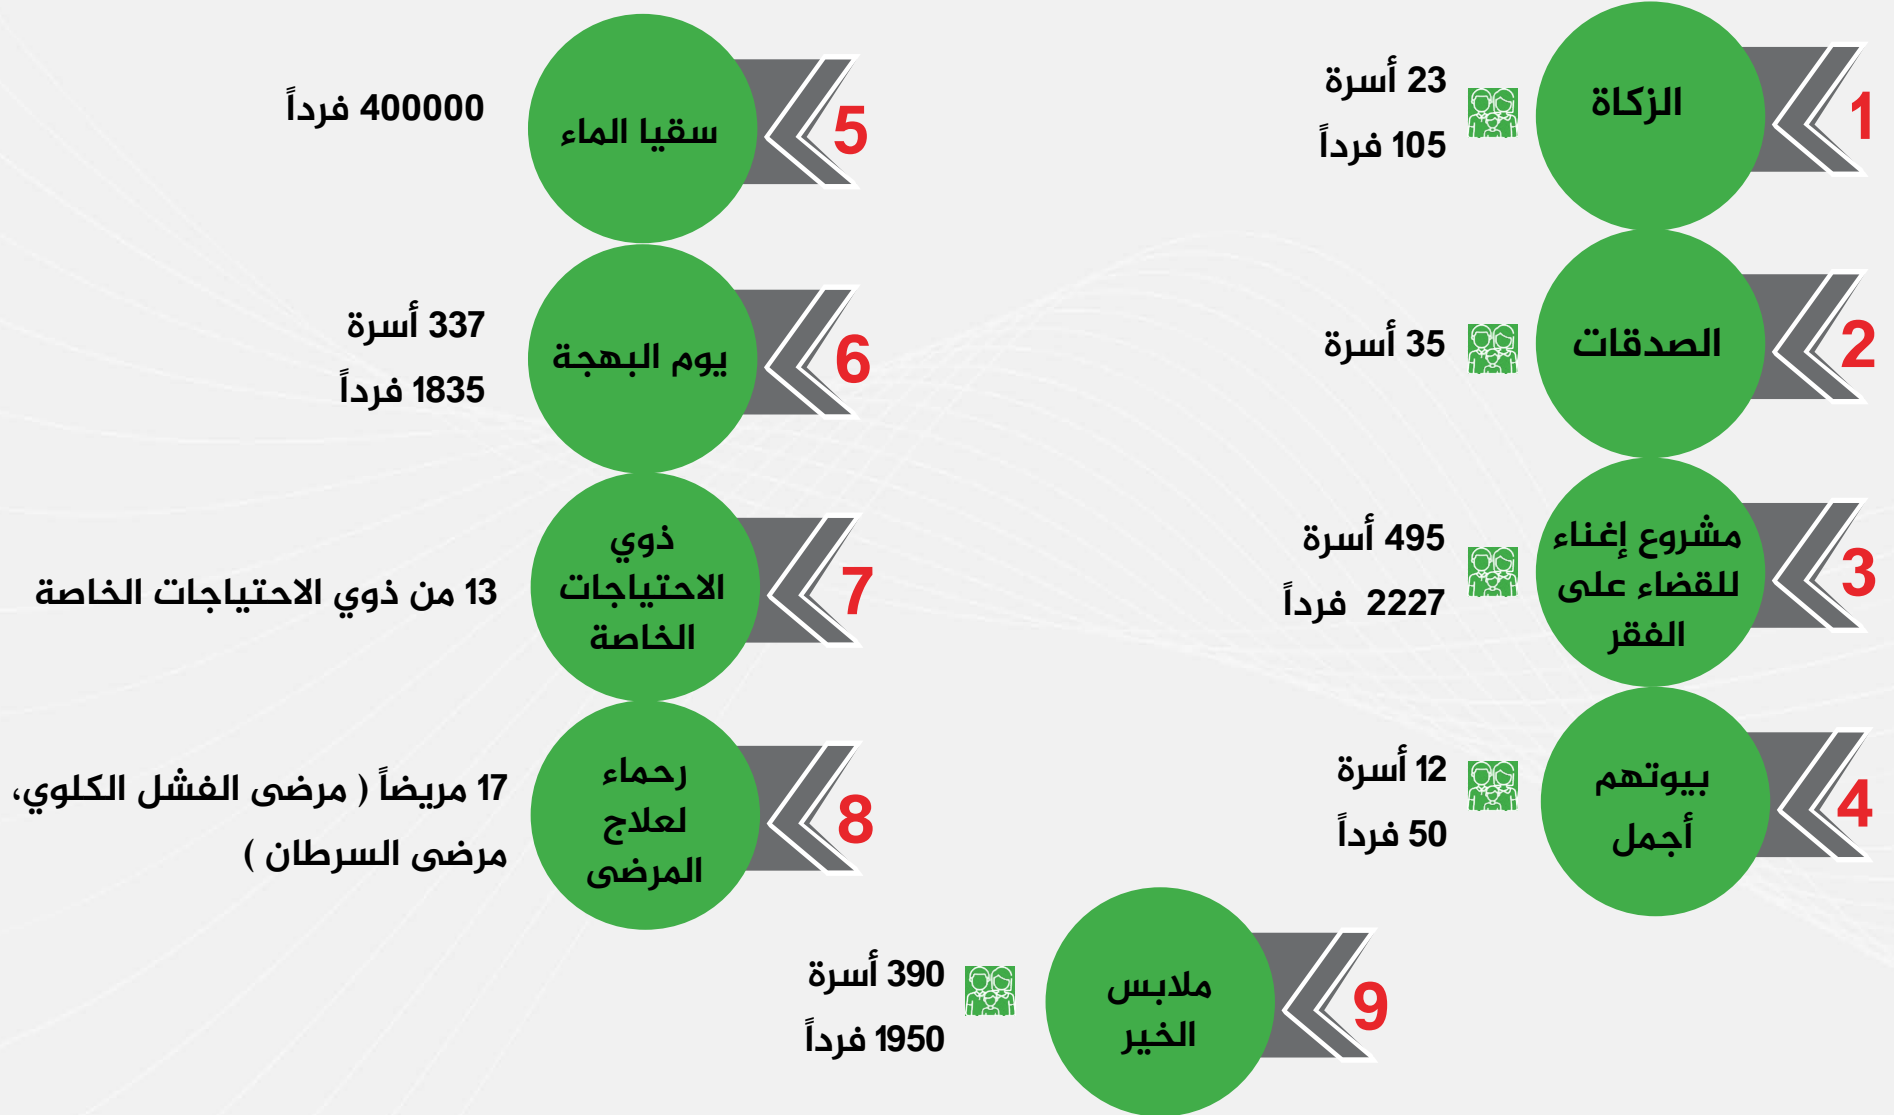 1
الزكاة
23 أسرة
105 فرداً
2
الصدقات
35 أسرة
3
مشروع إغناء
للقضاء على
الفقر
495 أسرة
2227 فرداً
4
بيوتهم
أجمل
12 أسرة
50 فرداً
5
سقيا الماء
400000 فرداً
6
يوم البهجة
337 أسرة
1835 فرداً
7
ذوي
الاحتياجات
الخاصة
13 من ذوي الاحتياجات الخاصة
8
رحماء
لعلاج
المرضى
17 مريضاً ( مرضى الفشل الكلوي،
مرضى السرطان )
9
ملابس
الخير
390 أسرة
1950 فرداً